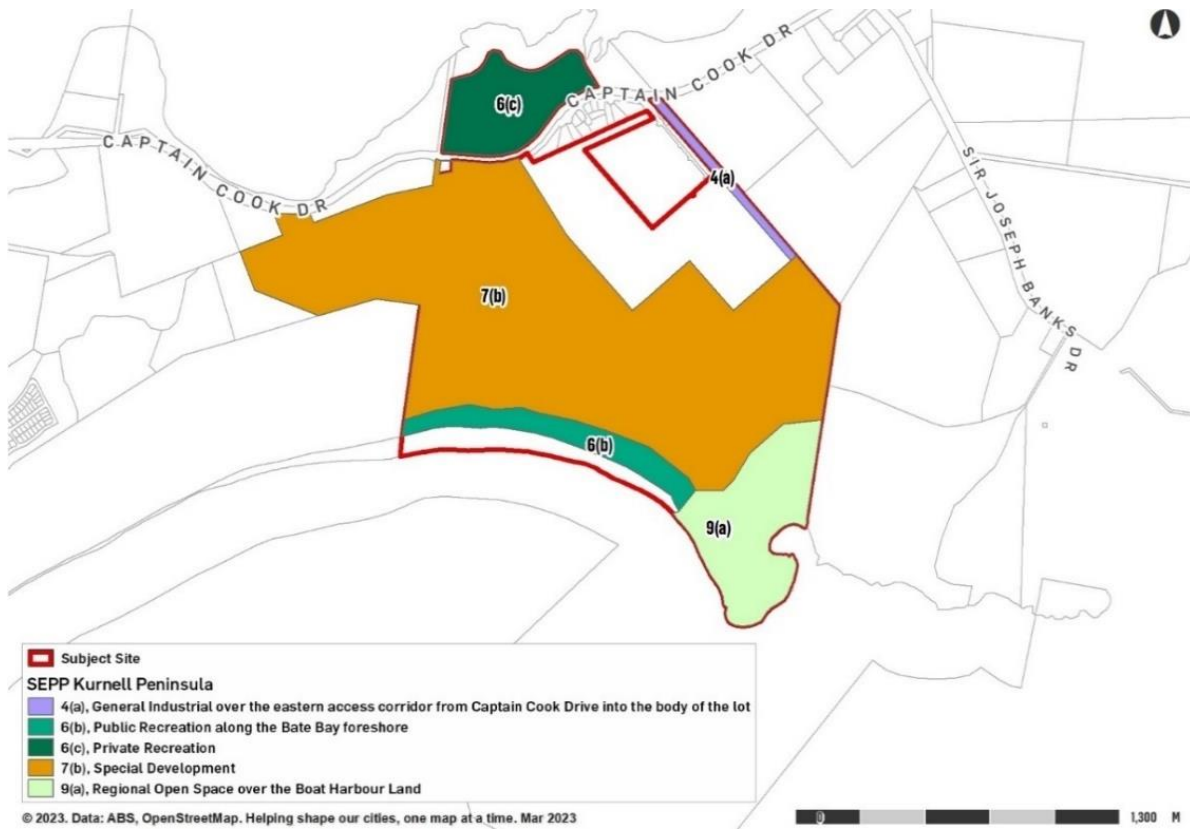 CAPTAIN COOK DR
6(c)
CAPTAIN COOK DR
4(a)
SIR JOSEPH BANKS DR
7(b)
6(b)
9(a)
Subject Site
SEPP Kurnell Peninsula
4(a), General Industrial over the eastern access corridor from Captain Cook Drive into the body of the lot
6(b), Public Recreation along the Bate Bay foreshore
6(c), Private Recreation
7(b), Special Development
9(a), Regional Open Space over the Boat Harbour Land
© 2023. Data: ABS, OpenStreetMap. Helping shape our cities, one map at a time. Mar 2023
0
1,300 M